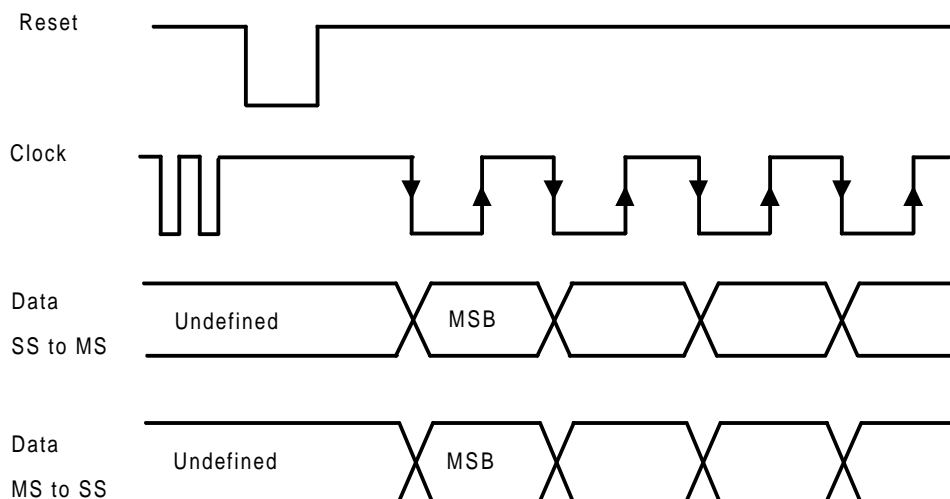 Reset
Clock
Data
SS to MS
Undefined
MSB
Data
MS to SS
Undefined
MSB